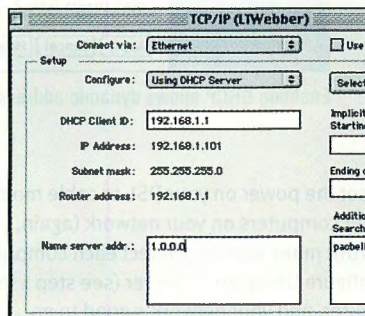 TCP/IP (LTWebber)
Connect via: Ethernet
Use
Setup
Configure: Using DHCP Server
Select
DHCP Client ID: 192.168.1.1
Implicit
Startin
IP Address: 192.168.1.101
Subnet mask: 255.255.255.0
Ending
Router address: 192.168.1.1
Additio
Search
Name server addr.: 1.0.0.0
pacbell